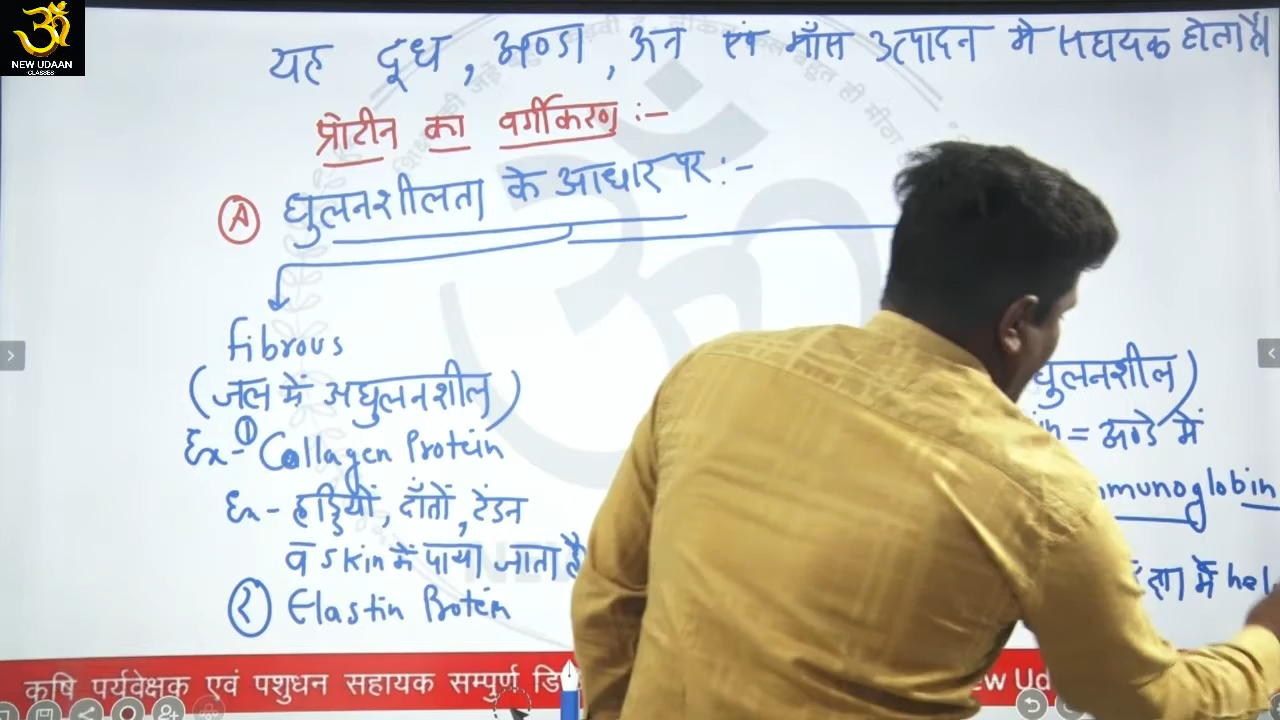 ॐ
NEW UDAAN
CLASSES
यह दूध, अण्डा, ऊन एवं माँस उत्पादन में सहायक होता है।
प्रोटीन का वर्गीकरण :-
A घुलनशीलता के आधार पर :-
fibrous
(जल में अघुलनशील)
घुलनशील)
Ex- ① Collagen Protein
= अण्डे में
Ex- हड्डियों, दाँतों, टेंडन
munoglobin
व skin में पाया जाता है
में hel
② Elastin Protein
कृषि पर्यवेक्षक एवं पशुधन सहायक सम्पुर्ण
ew Ud